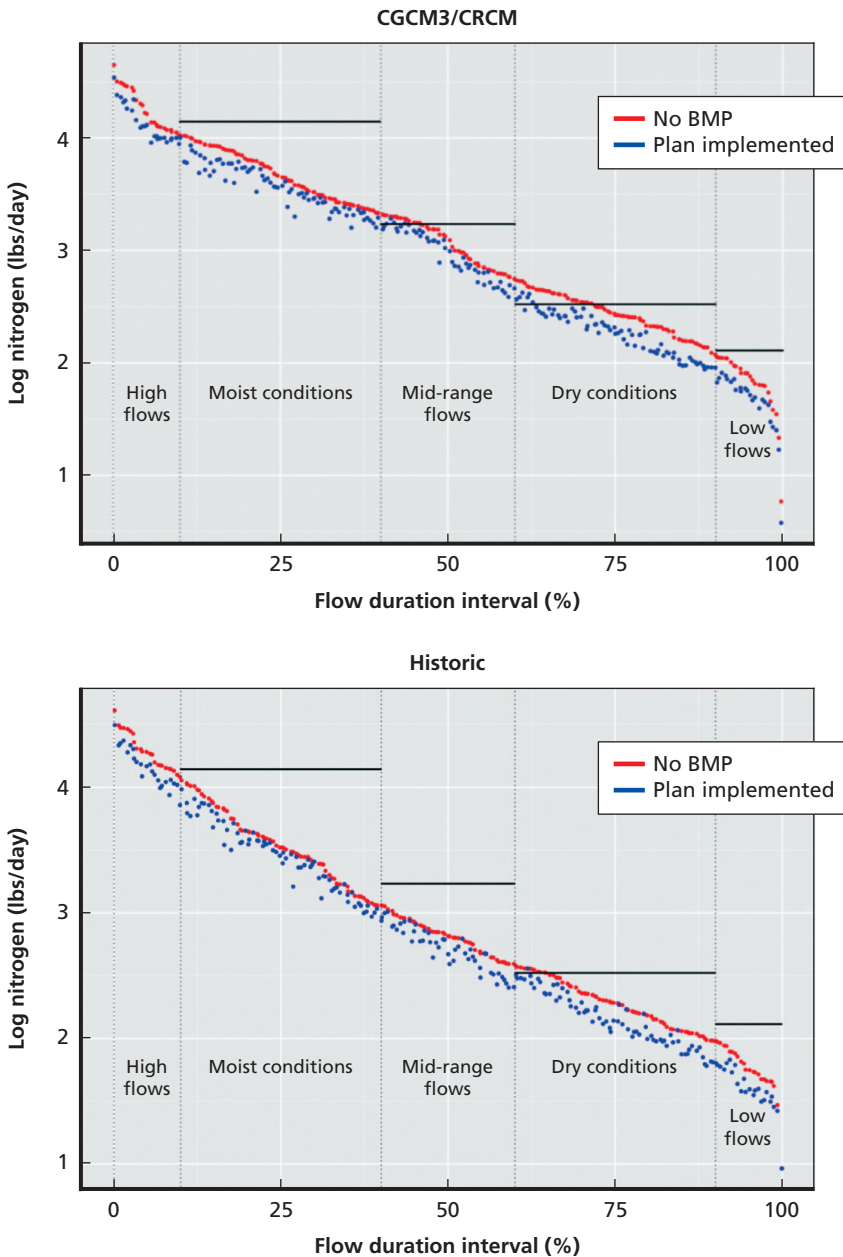 CGCM3/CRCM
Log nitrogen (lbs/day)
4
3
2
1
No BMP
Plan implemented
High
flows
Moist conditions
Mid-range
flows
Dry conditions
Low
flows
0
25
50
75
100
Flow duration interval (%)
Historic
Log nitrogen (lbs/day)
4
3
2
1
No BMP
Plan implemented
High
flows
Moist conditions
Mid-range
flows
Dry conditions
Low
flows
0
25
50
75
100
Flow duration interval (%)